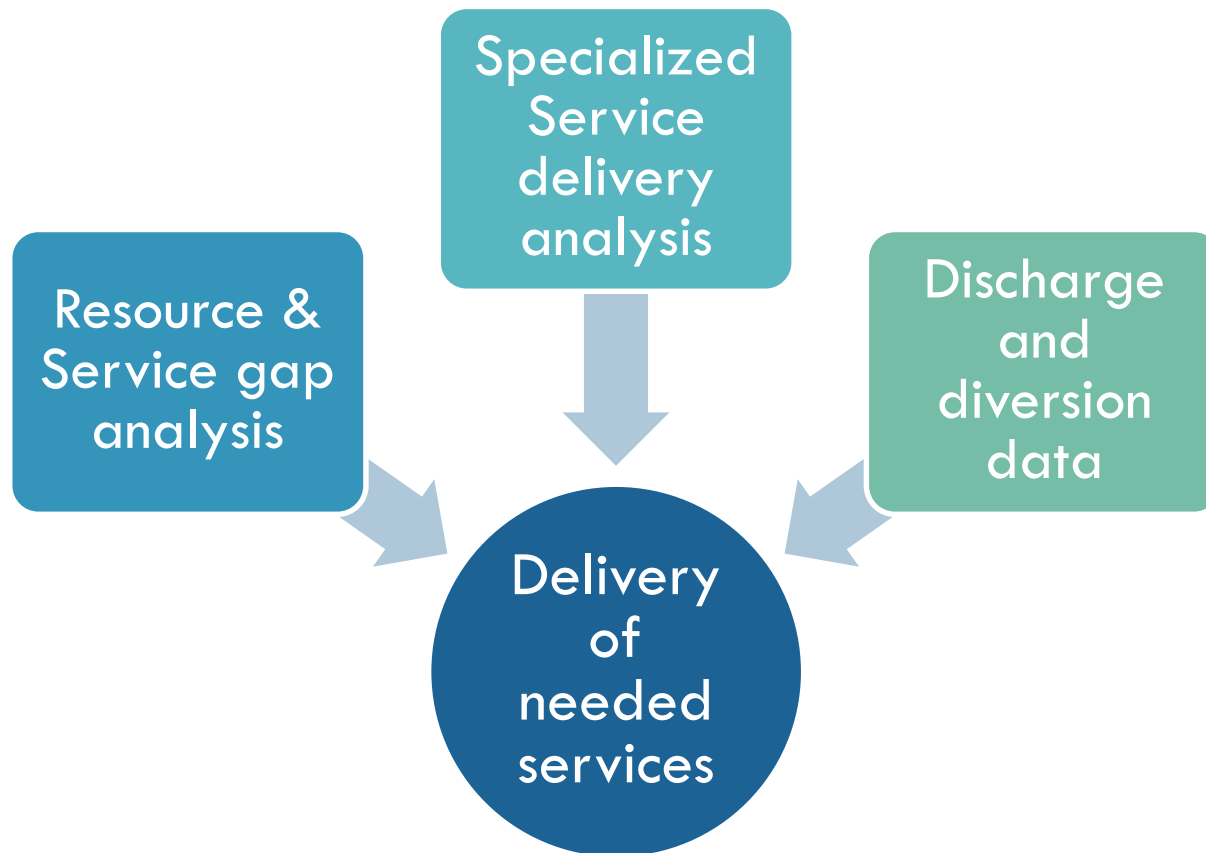 Specialized
Service
delivery
analysis
Resource &
Service gap
analysis
Discharge
and
diversion
data
Delivery
of
needed
services